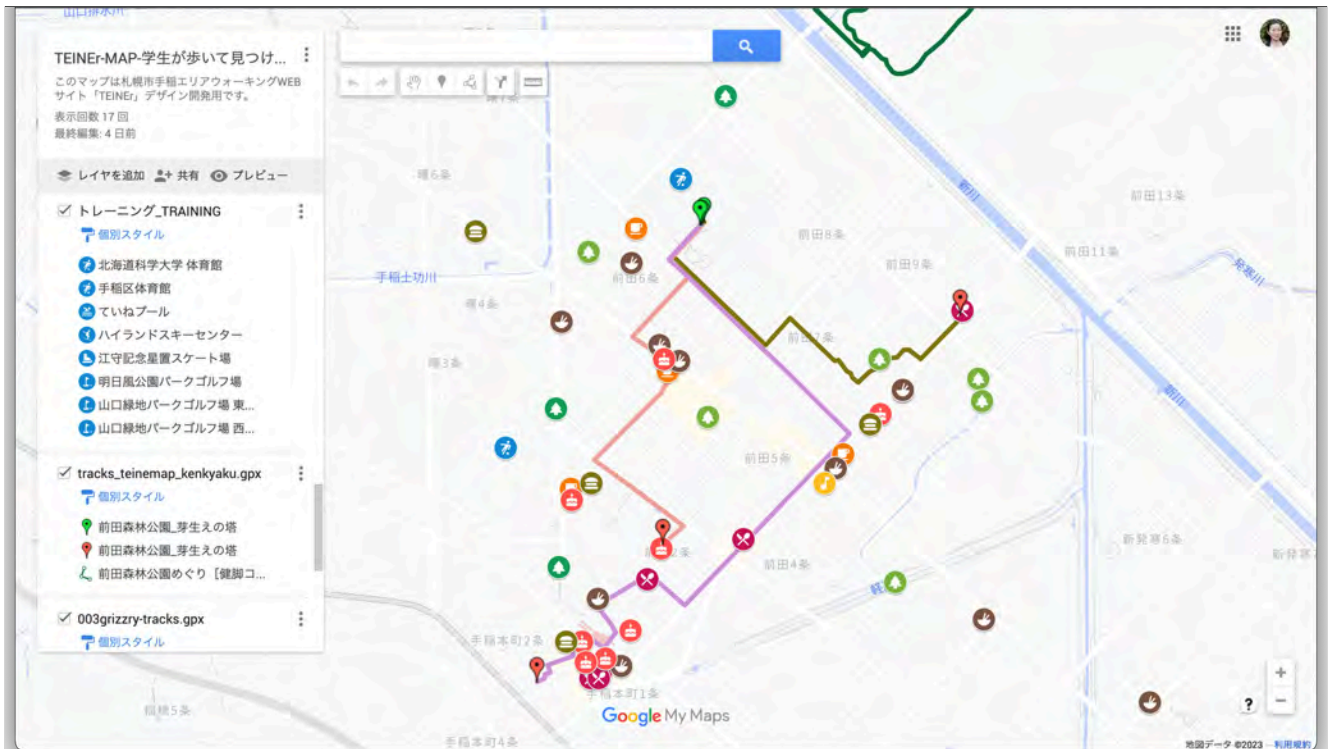 山口排水川
TEINEr-MAP-学生が歩いて見つけ...
このマップは札幌市手稲エリアウォーキングWEB
サイト「TEINEr」デザイン開発用です。
表示回数 17 回
最終編集: 4 日前
レイヤを追加 共有 プレビュー
トレーニング_TRAINING
個別スタイル
北海道科学大学 体育館
手稲区体育館
ていねプール
ハイランドスキーセンター
江守記念星置スケート場
明日風公園パークゴルフ場
山口緑地パークゴルフ場 東...
山口緑地パークゴルフ場 西...
tracks_teinemap_kenkyaku.gpx
個別スタイル
前田森林公園_芽生えの塔
前田森林公園_芽生えの塔
前田森林公園めぐり［健脚コ...
003grizzry-tracks.gpx
個別スタイル
曙6条
新川
前田13条
前田8条
前田11条
前田9条
発寒川
手稲土功川
前田6条
曙4条
前田7条
曙3条
新川
前田5条
新発寒6条
前田4条
手稲本町2条
手稲本町1条
稲穂5条
Google My Maps
手稲本町4条
?
地図データ ©2023 利用規約